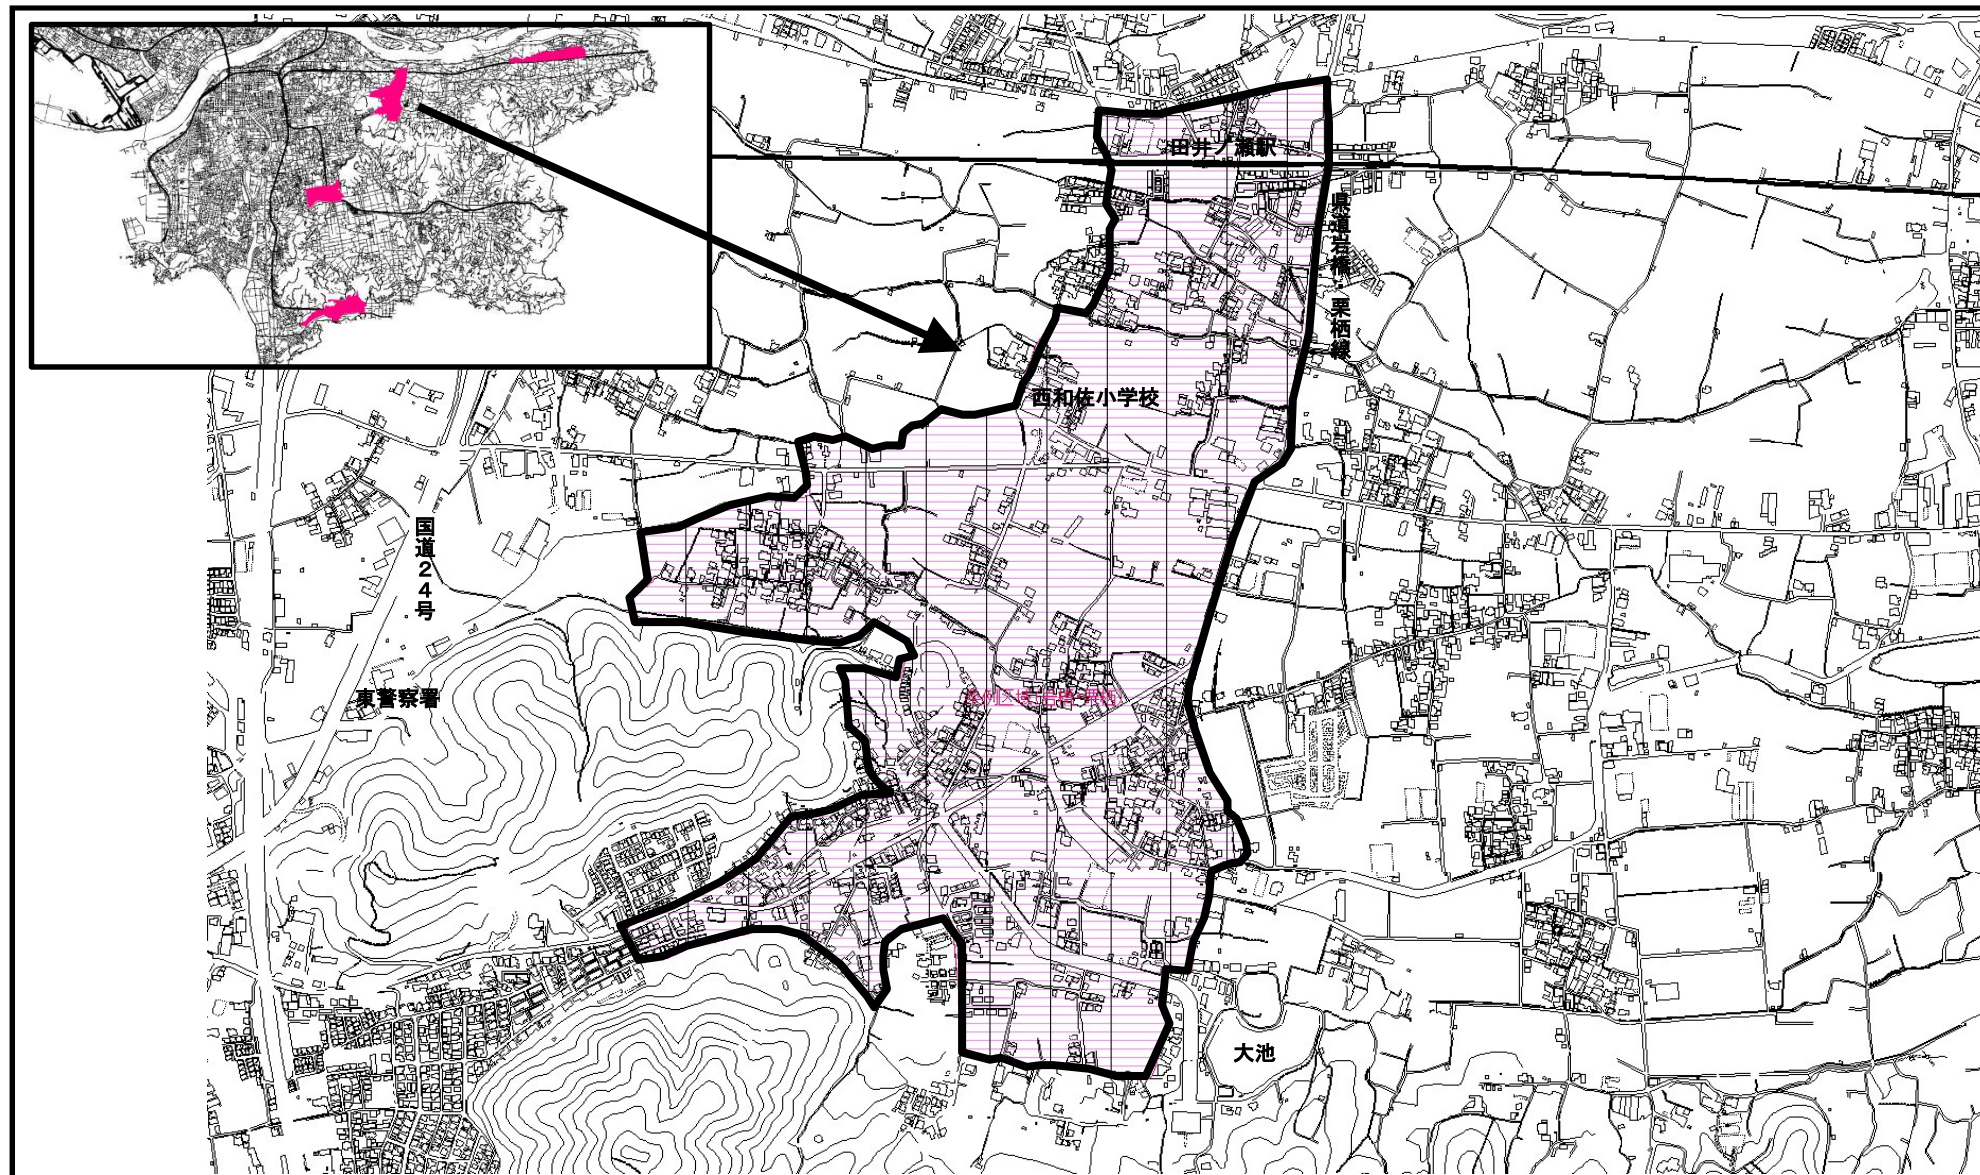 田井ノ瀬駅
県道岩橋・栗栖線
西和佐小学校
国道24号
東警察署
大池